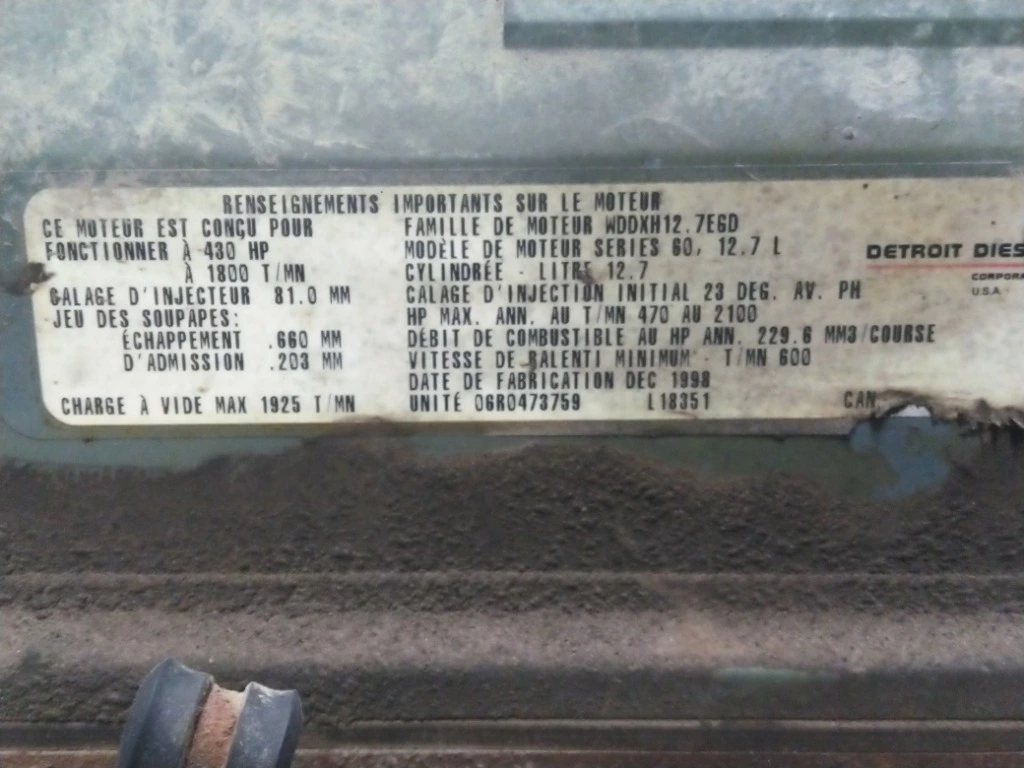 RENSEIGNEMENTS IMPORTANTS SUR LE MOTEUR
CE MOTEUR EST CONÇU POUR
FONCTIONNER À 430 HP
À 1800 T/MN
CALAGE D'INJECTEUR 81.0 MM
JEU DES SOUPAPES:
ÉCHAPPEMENT .660 MM
D'ADMISSION .203 MM
CHARGE À VIDE MAX 1925 T/MN
FAMILLE DE MOTEUR WDDXH12.7EGD
MODÈLE DE MOTEUR SERIES 60, 12.7 L
CYLINDRÉE - LITRE 12.7
CALAGE D'INJECTION INITIAL 23 DEG. AV. PH
HP MAX. ANN. AU T/MN 470 AU 2100
DÉBIT DE COMBUSTIBLE AU HP ANN. 229.6 MM3/COURSE
VITESSE DE RALENTI MINIMUM - T/MN 600
DATE DE FABRICATION DEC 1998
UNITÉ 06R0473759 L18351 CAN
DETROIT DIES
CORPORA
U.S.A.